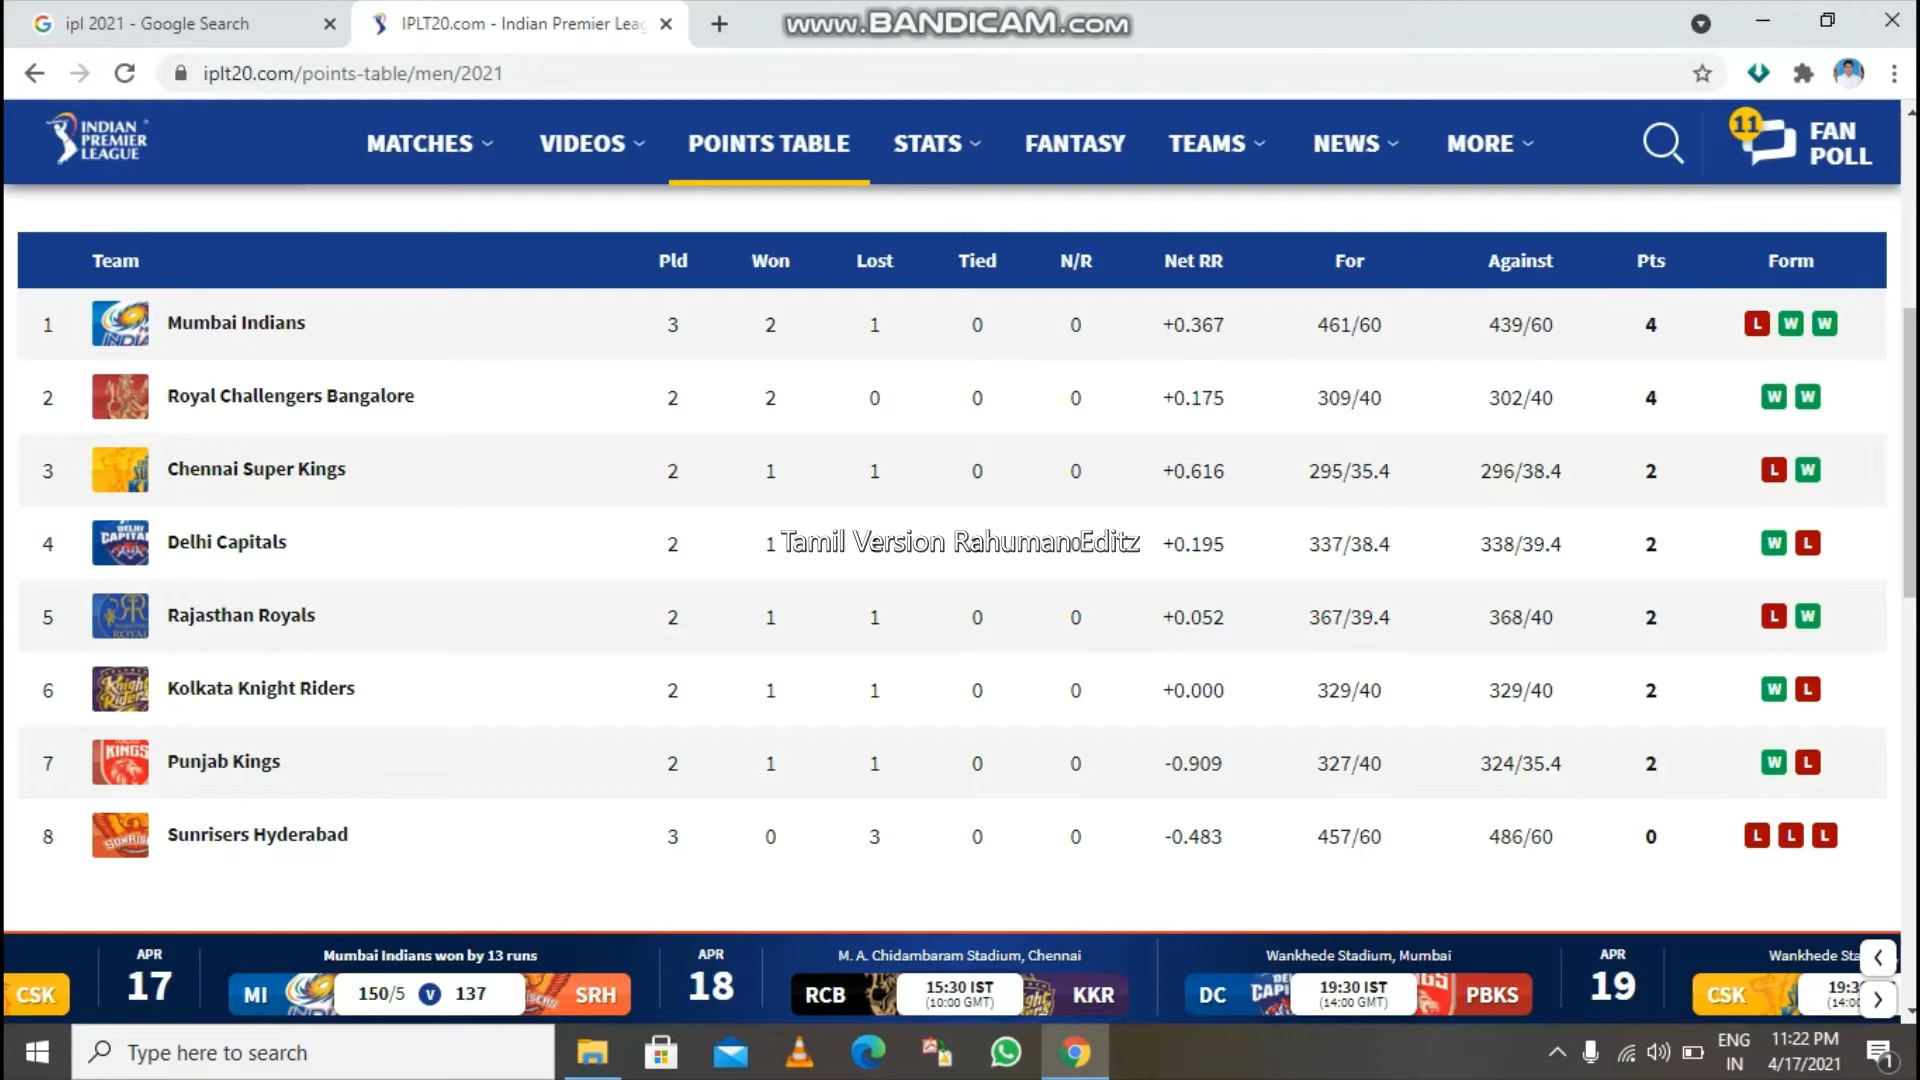 ipl 2021 - Google Search
IPLT20.com - Indian Premier Leag
www.BANDICAM.com
iplt20.com/points-table/men/2021
INDIAN
PREMIER
LEAGUE
MATCHES
VIDEOS
POINTS TABLE
STATS
FANTASY
TEAMS
NEWS
MORE
11
FAN
POLL
Team Pld Won Lost Tied N/R Net RR For Against Pts Form
1 Mumbai Indians 3 2 1 0 0 +0.367 461/60 439/60 4 L W W
2 Royal Challengers Bangalore 2 2 0 0 0 +0.175 309/40 302/40 4 W W
3 Chennai Super Kings 2 1 1 0 0 +0.616 295/35.4 296/38.4 2 L W
4 Delhi Capitals 2 1 0 +0.195 337/38.4 338/39.4 2 W L
Tamil Version RahumanEditz
5 Rajasthan Royals 2 1 1 0 0 +0.052 367/39.4 368/40 2 L W
6 Kolkata Knight Riders 2 1 1 0 0 +0.000 329/40 329/40 2 W L
7 Punjab Kings 2 1 1 0 0 -0.909 327/40 324/35.4 2 W L
8 Sunrisers Hyderabad 3 0 3 0 0 -0.483 457/60 486/60 0 L L L
CSK
APR
17
Mumbai Indians won by 13 runs
MI 150/5 v 137 SRH
APR
18
M. A. Chidambaram Stadium, Chennai
RCB 15:30 IST KKR
(10:00 GMT)
Wankhede Stadium, Mumbai
DC 19:30 IST PBKS
(14:00 GMT)
APR
19
Wankhede Sta
CSK 19:3
(14:0
Type here to search
ENG
IN
11:22 PM
4/17/2021
1